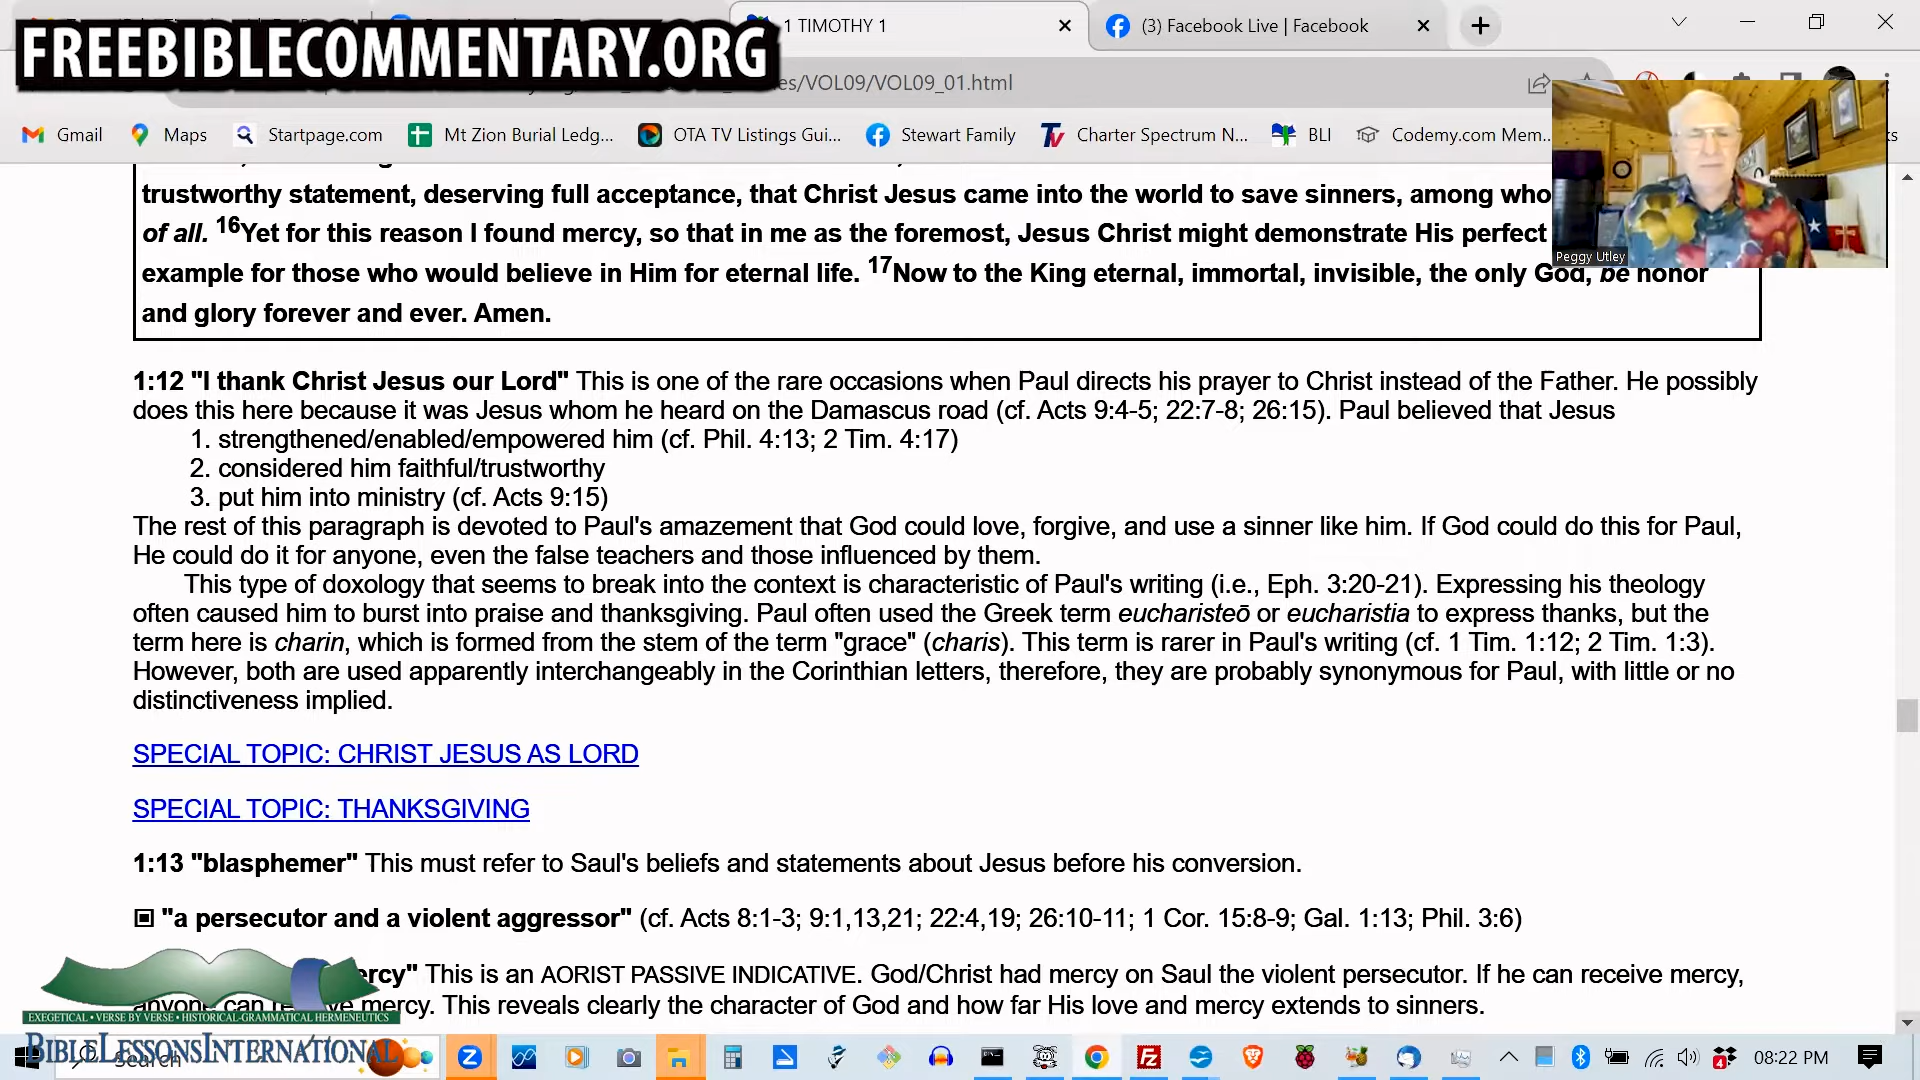 1 TIMOTHY 1
(3) Facebook Live | Facebook
FREEBIBLECOMMENTARY.ORG
es/VOL09/VOL09_01.html
Gmail
Maps
Startpage.com
Mt Zion Burial Ledg...
OTA TV Listings Gui...
Stewart Family
Charter Spectrum N...
BLI
Codemy.com Mem...
trustworthy statement, deserving full acceptance, that Christ Jesus came into the world to save sinners, among who
of all. 16Yet for this reason I found mercy, so that in me as the foremost, Jesus Christ might demonstrate His perfect
Peggy Utley
example for those who would believe in Him for eternal life. 17Now to the King eternal, immortal, invisible, the only God, be honor
and glory forever and ever. Amen.
1:12 "I thank Christ Jesus our Lord" This is one of the rare occasions when Paul directs his prayer to Christ instead of the Father. He possibly
does this here because it was Jesus whom he heard on the Damascus road (cf. Acts 9:4-5; 22:7-8; 26:15). Paul believed that Jesus
1. strengthened/enabled/empowered him (cf. Phil. 4:13; 2 Tim. 4:17)
2. considered him faithful/trustworthy
3. put him into ministry (cf. Acts 9:15)
The rest of this paragraph is devoted to Paul's amazement that God could love, forgive, and use a sinner like him. If God could do this for Paul,
He could do it for anyone, even the false teachers and those influenced by them.
This type of doxology that seems to break into the context is characteristic of Paul's writing (i.e., Eph. 3:20-21). Expressing his theology
often caused him to burst into praise and thanksgiving. Paul often used the Greek term eucharisteō or eucharistia to express thanks, but the
term here is charin, which is formed from the stem of the term "grace" (charis). This term is rarer in Paul's writing (cf. 1 Tim. 1:12; 2 Tim. 1:3).
However, both are used apparently interchangeably in the Corinthian letters, therefore, they are probably synonymous for Paul, with little or no
distinctiveness implied.
SPECIAL TOPIC: CHRIST JESUS AS LORD
SPECIAL TOPIC: THANKSGIVING
1:13 "blasphemer" This must refer to Saul's beliefs and statements about Jesus before his conversion.
"a persecutor and a violent aggressor" (cf. Acts 8:1-3; 9:1,13,21; 22:4,19; 26:10-11; 1 Cor. 15:8-9; Gal. 1:13; Phil. 3:6)
ercy" This is an AORIST PASSIVE INDICATIVE. God/Christ had mercy on Saul the violent persecutor. If he can receive mercy,
anyone can receive mercy. This reveals clearly the character of God and how far His love and mercy extends to sinners.
EXEGETICAL • VERSE BY VERSE • HISTORICAL-GRAMMATICAL HERMENEUTICS
BIBLELESSONSINTERNATIONAL
Search
08:22 PM